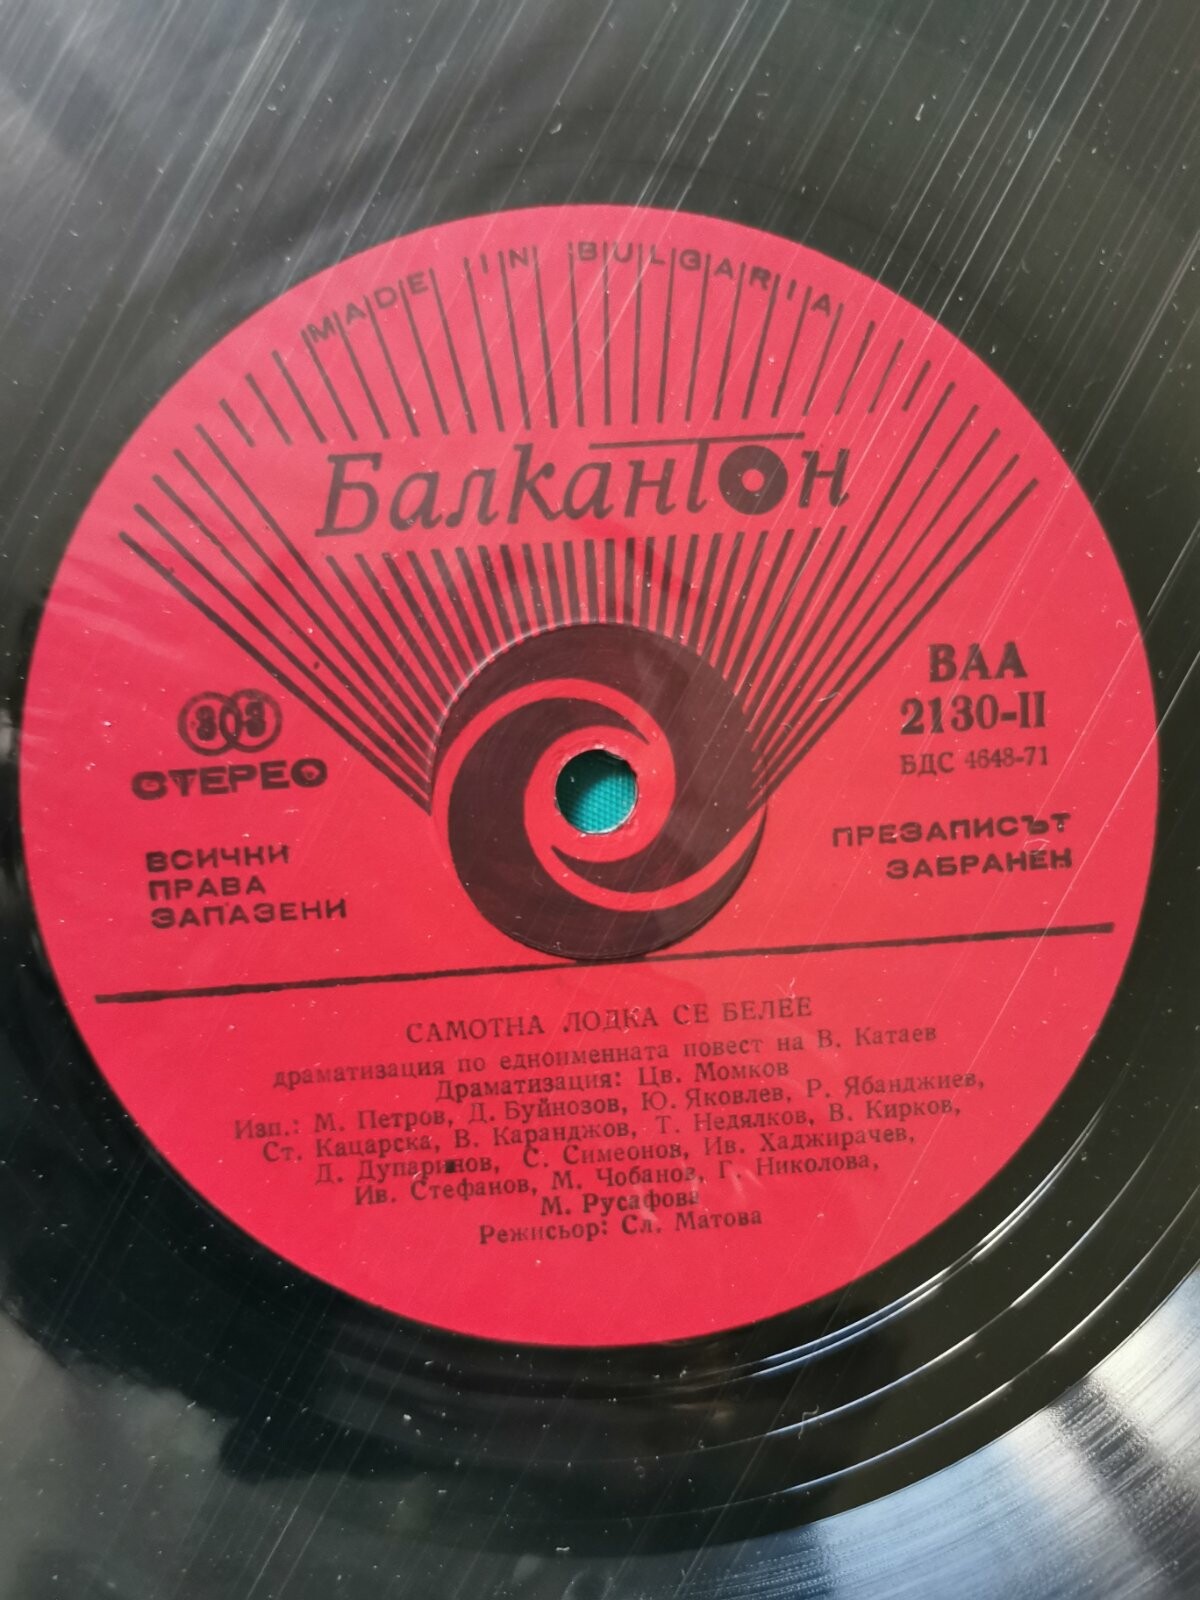 MADE IN BULGARIA
Балкантон
ВАА
2130-II
БДС 4648-71
33
СТЕРЕО
ВСИЧКИ
ПРАВА
ЗАПАЗЕНИ
ПРЕЗАПИСЪТ
ЗАБРАНЕН
САМОТНА ЛОДКА СЕ БЕЛЕЕ
драматизация по едноименната повест на В. Катаев
Драматизация: Цв. Момков
Изп.: М. Петров, Д. Буйнозов, Ю. Яковлев, Р. Ябанджиев,
Ст. Кацарска, В. Каранджов, Т. Недялков, В. Кирков,
Д. Дупаринов, С. Симеонов, Ив. Хаджирачев,
Ив. Стефанов, М. Чобанов, Г. Николова,
М. Русафова
Режисьор: Сл. Матова